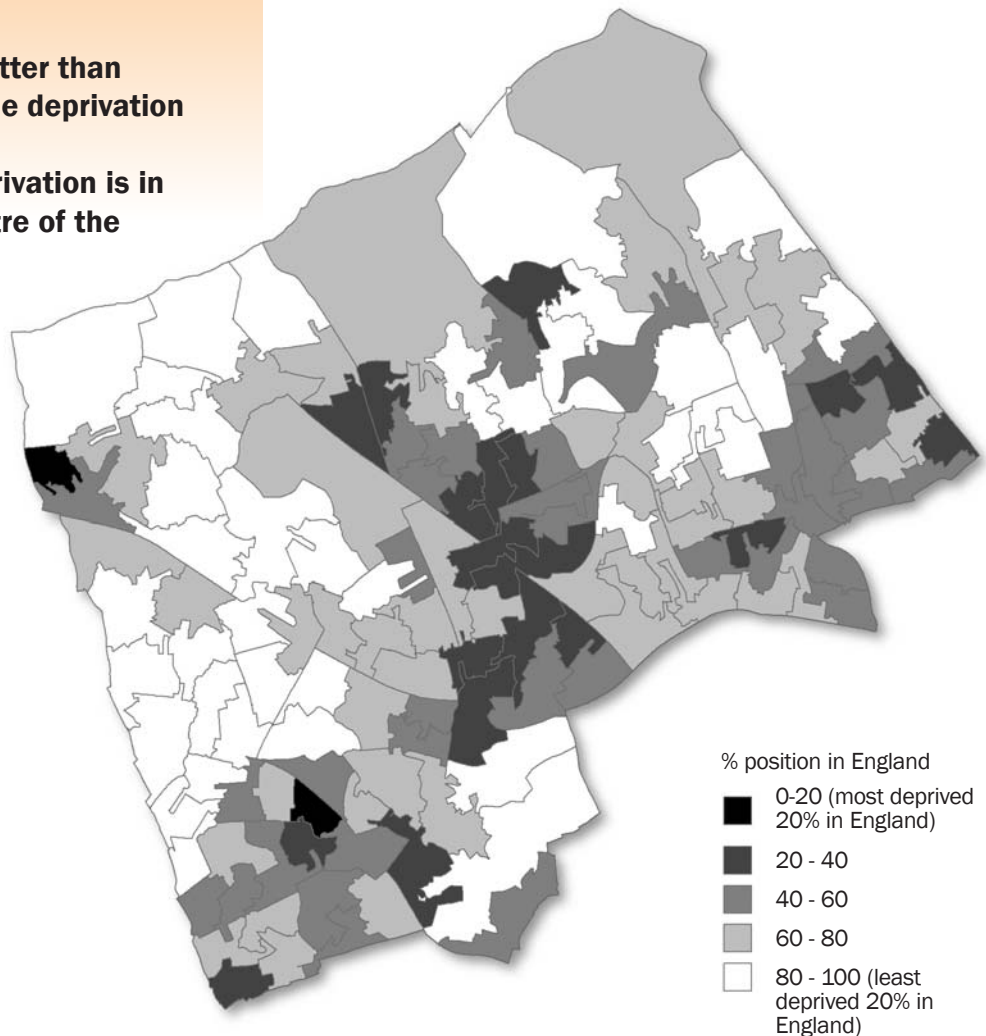 tter than
e deprivation
rivation is in
tre of the
% position in England
0-20 (most deprived
20% in England)
20 - 40
40 - 60
60 - 80
80 - 100 (least
deprived 20% in
England)